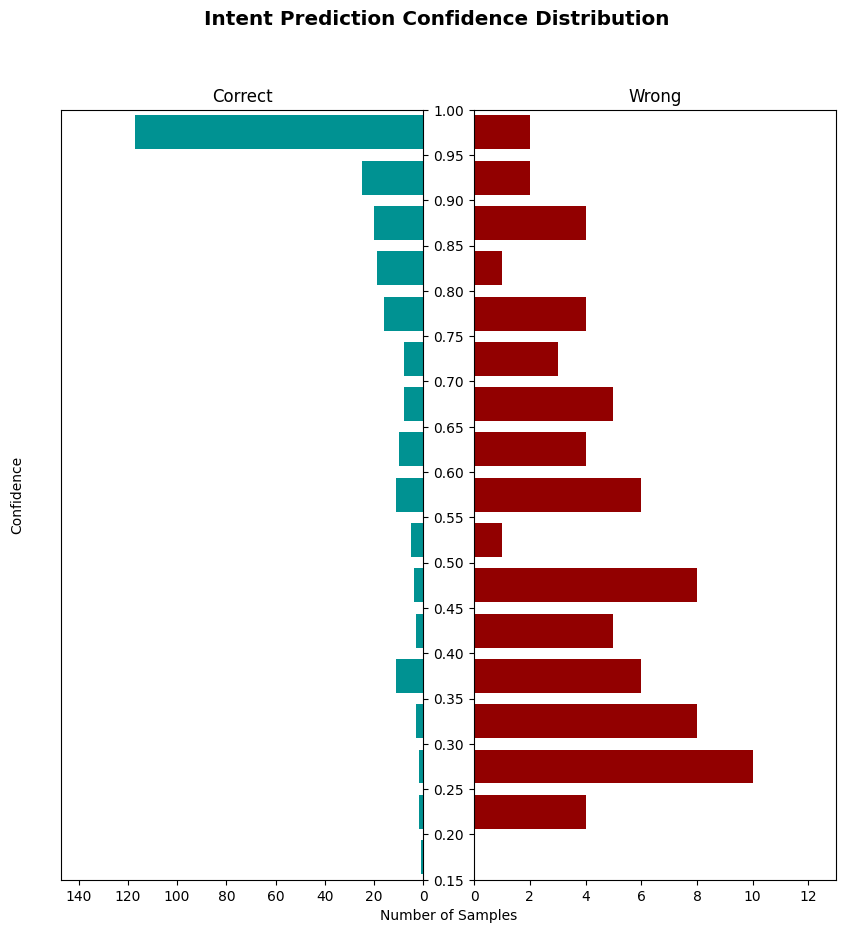 Intent Prediction Confidence Distribution
Correct
Wrong
Confidence
1.00
0.95
0.90
0.85
0.80
0.75
0.70
0.65
0.60
0.55
0.50
0.45
0.40
0.35
0.30
0.25
0.20
0.15
140 120 100 80 60 40 20 0
0 2 4 6 8 10 12
Number of Samples